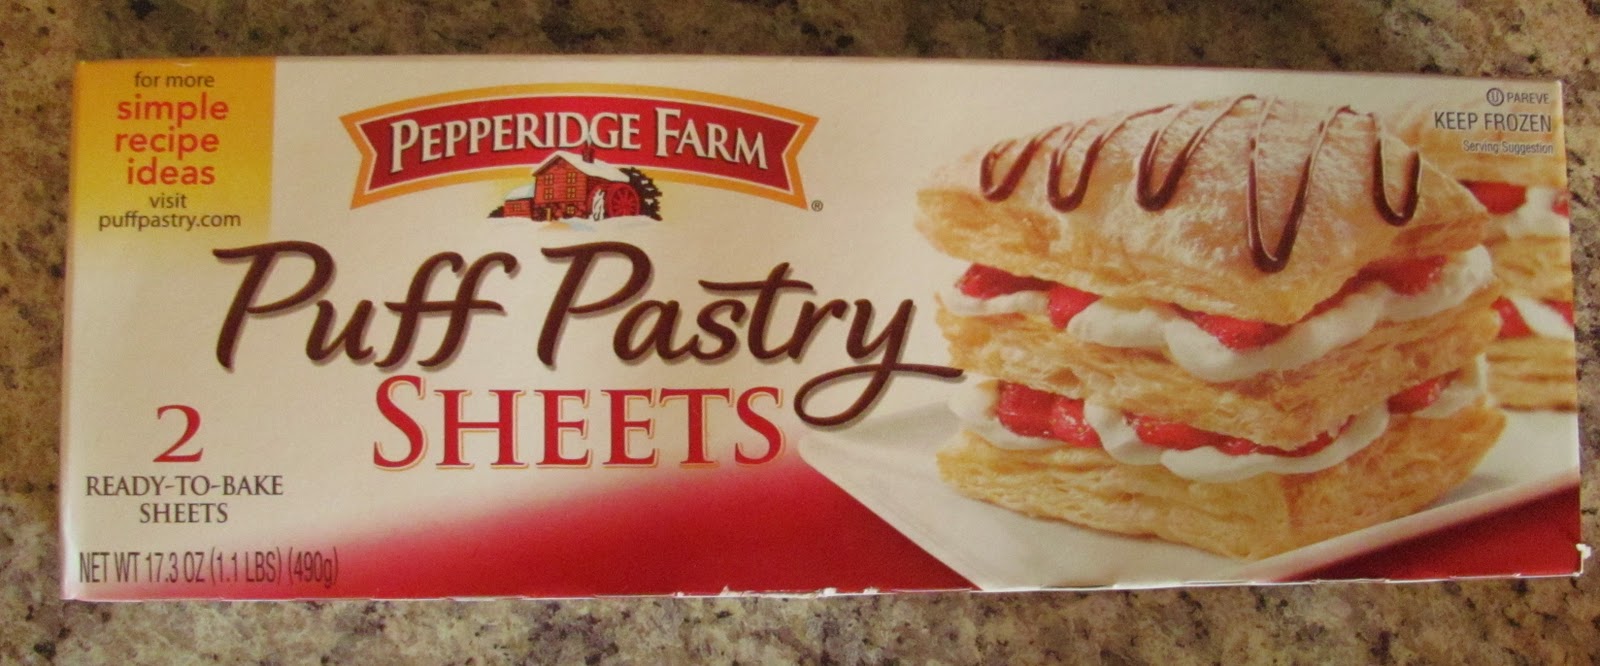 for more
simple
recipe
ideas
visit
puffpastry.com
PEPPERIDGE FARM
®
Puff Pastry
SHEETS
2
READY-TO-BAKE
SHEETS
NET WT 17.3 OZ (1.1 LBS) (490g)
Ⓤ PAREVE
KEEP FROZEN
Serving Suggestion